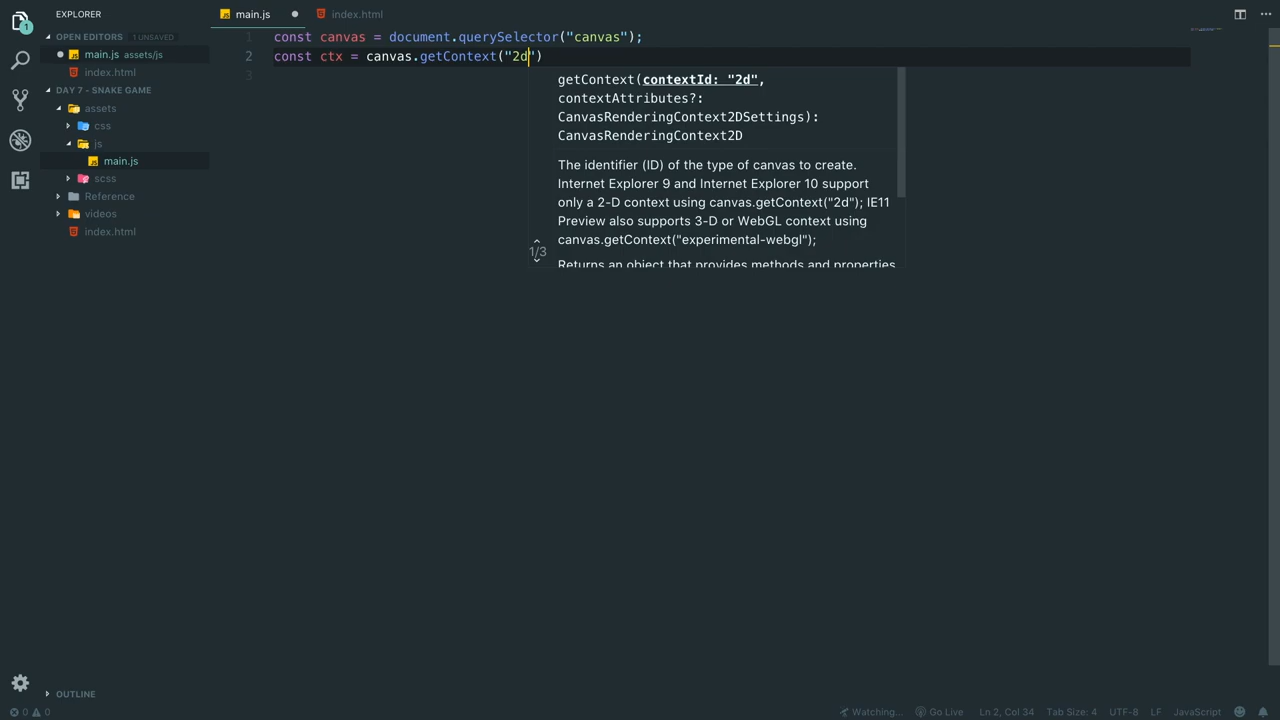 EXPLORER
OPEN EDITORS 1 UNSAVED
main.js assets/js
index.html
DAY 7 - SNAKE GAME
assets
css
js
main.js
scss
Reference
videos
index.html
OUTLINE
main.js
index.html
1 const canvas = document.querySelector("canvas");
2 const ctx = canvas.getContext("2d")
3
getContext(contextId: "2d",
contextAttributes?:
CanvasRenderingContext2DSettings):
CanvasRenderingContext2D
The identifier (ID) of the type of canvas to create.
Internet Explorer 9 and Internet Explorer 10 support
only a 2-D context using canvas.getContext("2d"); IE11
Preview also supports 3-D or WebGL context using
canvas.getContext("experimental-webgl");
1/3
Returns an object that provides methods and properties
0 0
Watching...
Go Live
Ln 2, Col 34
Tab Size: 4
UTF-8
LF
JavaScript
1